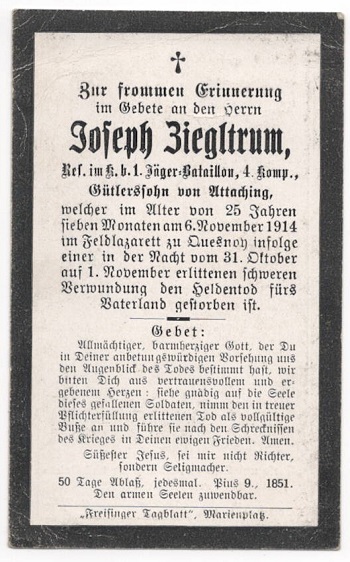 Zur frommen Erinnerung
im Gebete an den Herrn
Joseph Ziegltrum,
Res. im K. b. 1. Jäger-Bataillon, 4. Komp.,
Gütlerssohn von Attaching,
welcher im Alter von 25 Jahren
sieben Monaten am 6. November 1914
im Feldlazarett zu Quesnoy infolge
einer in der Nacht vom 31. Oktober
auf 1. November erlittenen schweren
Verwundung den Heldentod fürs
Vaterland gestorben ist.
Gebet:
Allmächtiger, barmherziger Gott, der Du
in Deiner anbetungswürdigen Vorsehung uns
den Augenblick des Todes bestimmt hast, wir
bitten Dich aus vertrauensvollem und er-
gebenem Herzen: siehe gnädig auf die Seele
dieses gefallenen Soldaten, nimm den in treuer
Pflichterfüllung erlittenen Tod als vollgültige
Buße an und führe sie nach den Schrecknissen
des Krieges in Deinen ewigen Frieden. Amen.
Süßester Jesus, sei mir nicht Richter,
sondern Seligmacher.
50 Tage Ablaß, jedesmal. Pius 9., 1851.
Den armen Seelen zuwendbar.
„Freisinger Tagblatt", Marienplatz.